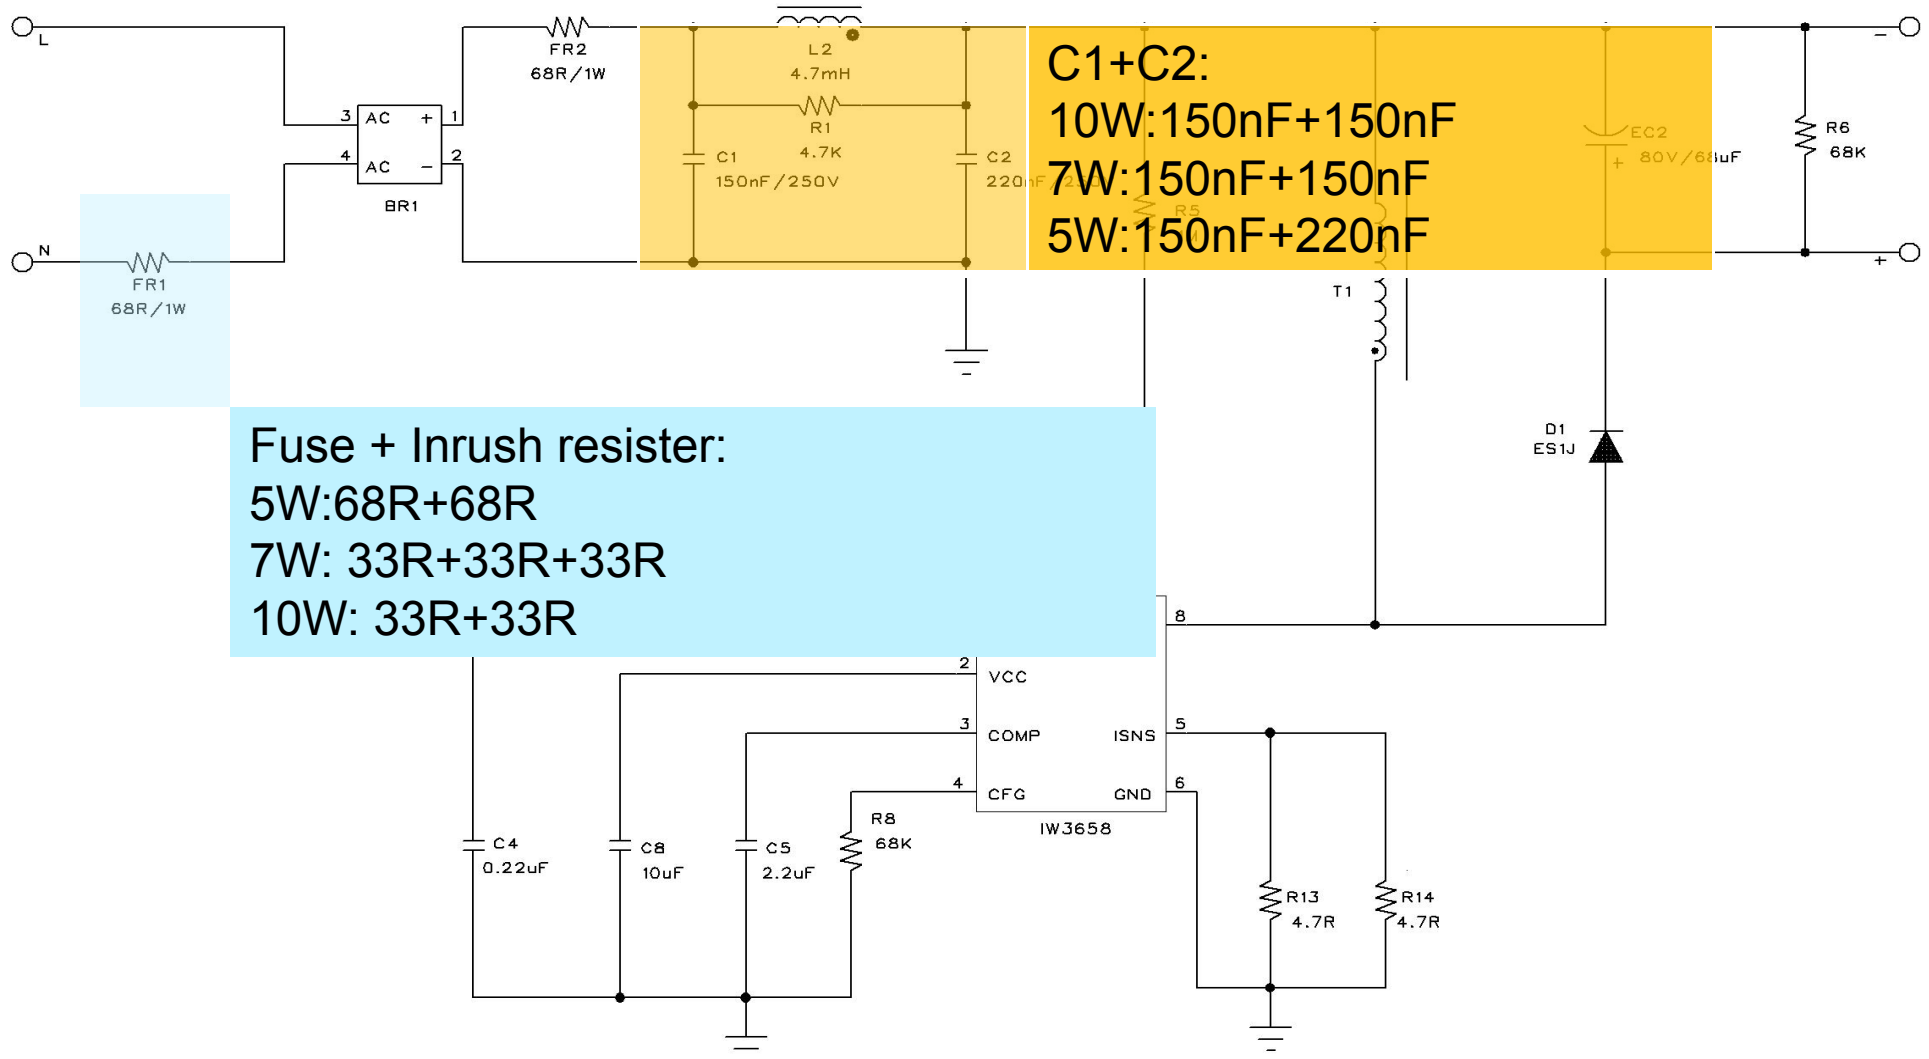 L
FR2
68R/1W
L2
4.7mH
R1
4.7K
C1
150nF/250V
C2
220nF/250
C1+C2:
10W:150nF+150nF
7W:150nF+150nF
5W:150nF+220nF
EC2
+ 80V/68uF
R5
R6
68K
-
+
3 AC + 1
4 AC - 2
BR1
N
FR1
68R/1W
T1
D1
ES1J
Fuse + Inrush resister:
5W:68R+68R
7W: 33R+33R+33R
10W: 33R+33R
8
2 VCC
3 COMP
4 CFG
ISNS 5
GND 6
IW3658
C4
0.22uF
C8
10uF
C5
2.2uF
R8
68K
R13
4.7R
R14
4.7R